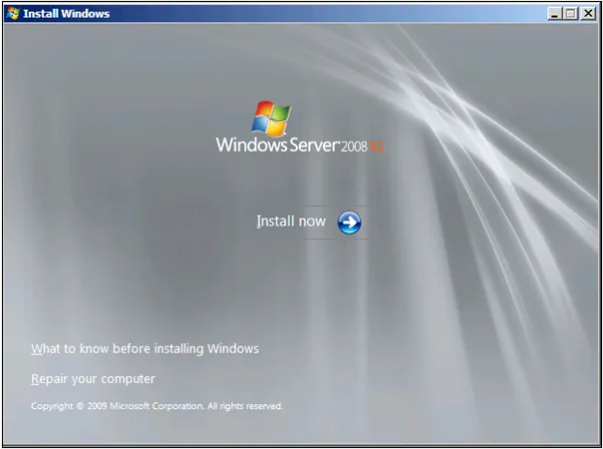 Install Windows
Windows Server 2008 R2
Install now
What to know before installing Windows
Repair your computer
Copyright © 2009 Microsoft Corporation. All rights reserved.